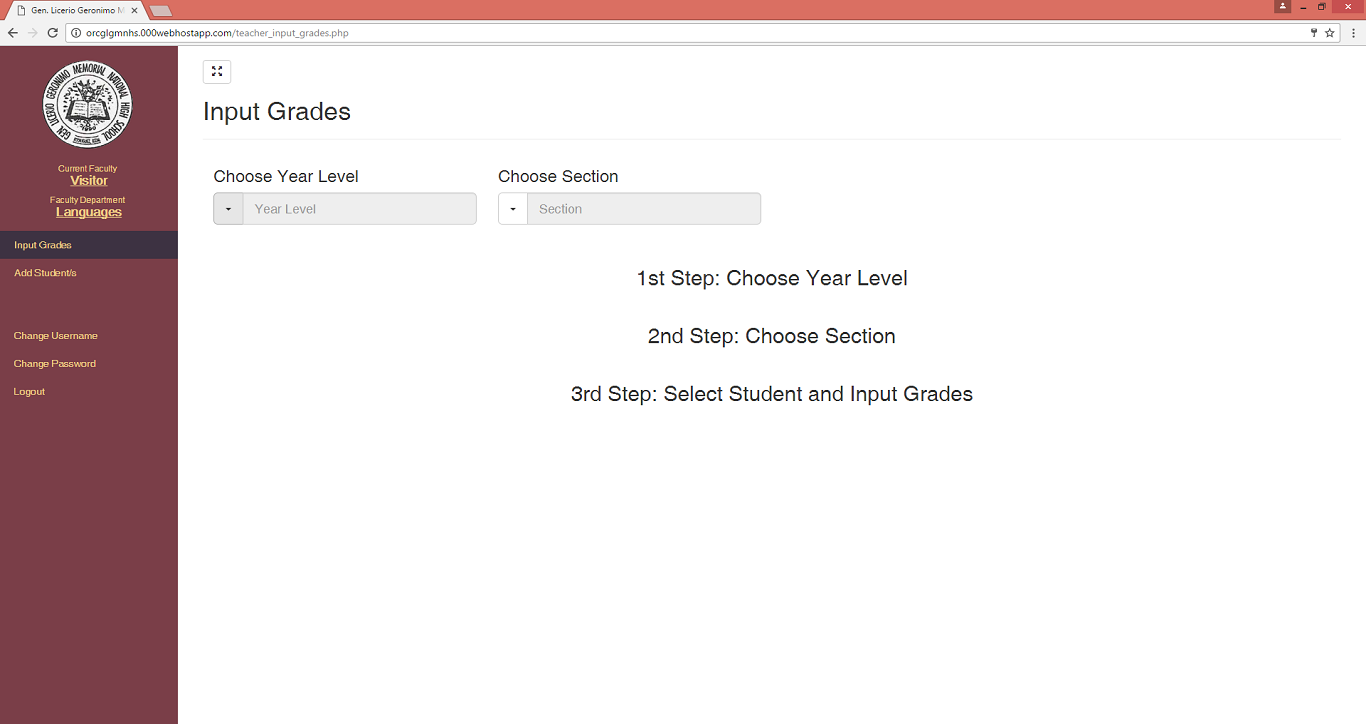 Gen. Licerio Geronimo M
orcglgmnhs.000webhostapp.com/teacher_input_grades.php
GEN. LICERIO GERONIMO MEMORIAL NATIONAL HIGH SCHOOL
Current Faculty
Visitor
Faculty Department
Languages
Input Grades
Add Student/s
Change Username
Change Password
Logout
Input Grades
Choose Year Level
Choose Section
Year Level
Section
1st Step: Choose Year Level
2nd Step: Choose Section
3rd Step: Select Student and Input Grades